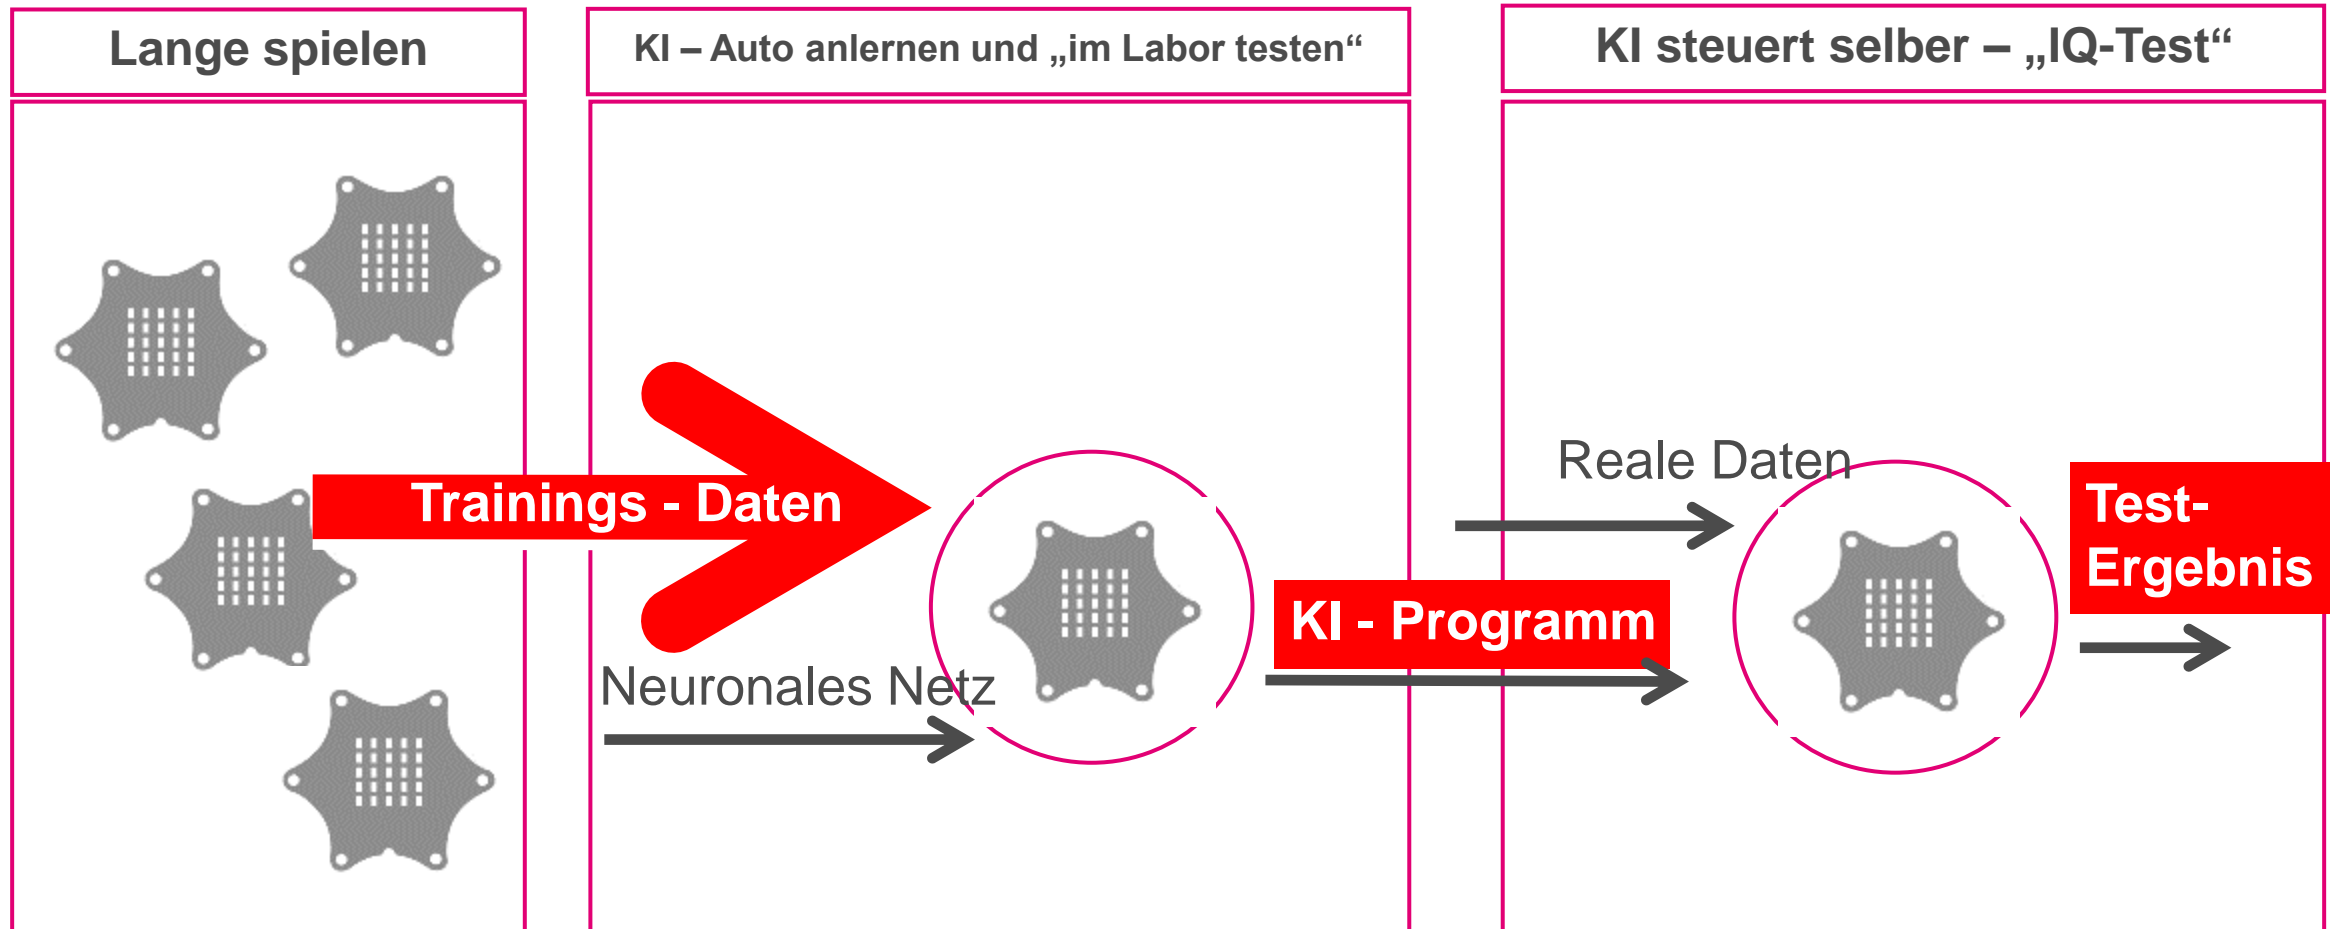 Lange spielen
KI – Auto anlernen und „im Labor testen“
KI steuert selber – „IQ-Test“
Trainings - Daten
Neuronales Netz
KI - Programm
Reale Daten
Test-
Ergebnis